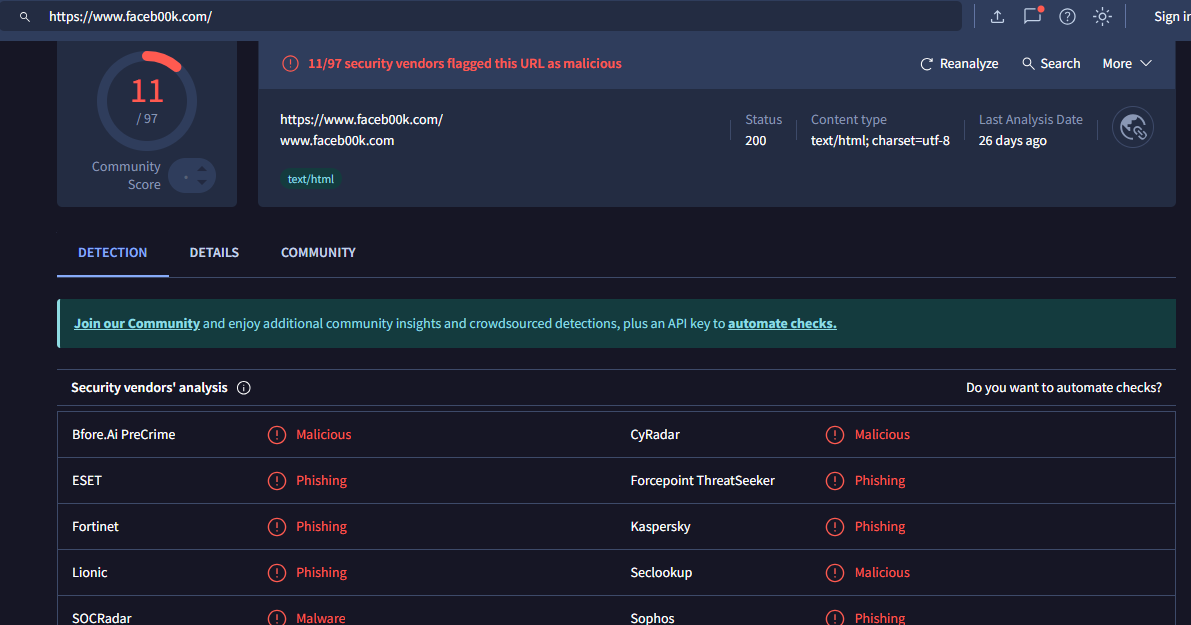 https://www.faceb00k.com/
Sign in
11
/ 97
Community
Score
11/97 security vendors flagged this URL as malicious
Reanalyze Search More
https://www.faceb00k.com/
www.faceb00k.com
text/html
Status
200
Content type
text/html; charset=utf-8
Last Analysis Date
26 days ago
DETECTION DETAILS COMMUNITY
Join our Community and enjoy additional community insights and crowdsourced detections, plus an API key to automate checks.
Security vendors' analysis Do you want to automate checks?
Bfore.Ai PreCrime Malicious CyRadar Malicious
ESET Phishing Forcepoint ThreatSeeker Phishing
Fortinet Phishing Kaspersky Phishing
Lionic Phishing Seclookup Malicious
SOCRadar Malware Sophos Phishing